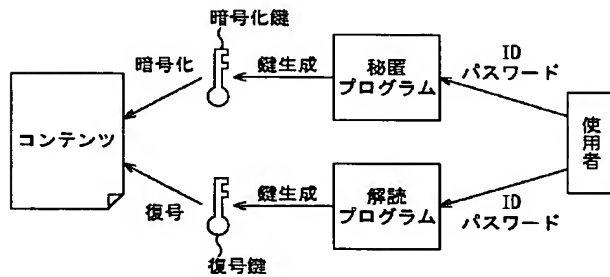 暗号化鍵
暗号化
鍵生成
秘匿
プログラム
ID
パスワード
コンテンツ
使用者
復号
鍵生成
解読
プログラム
ID
パスワード
復号鍵